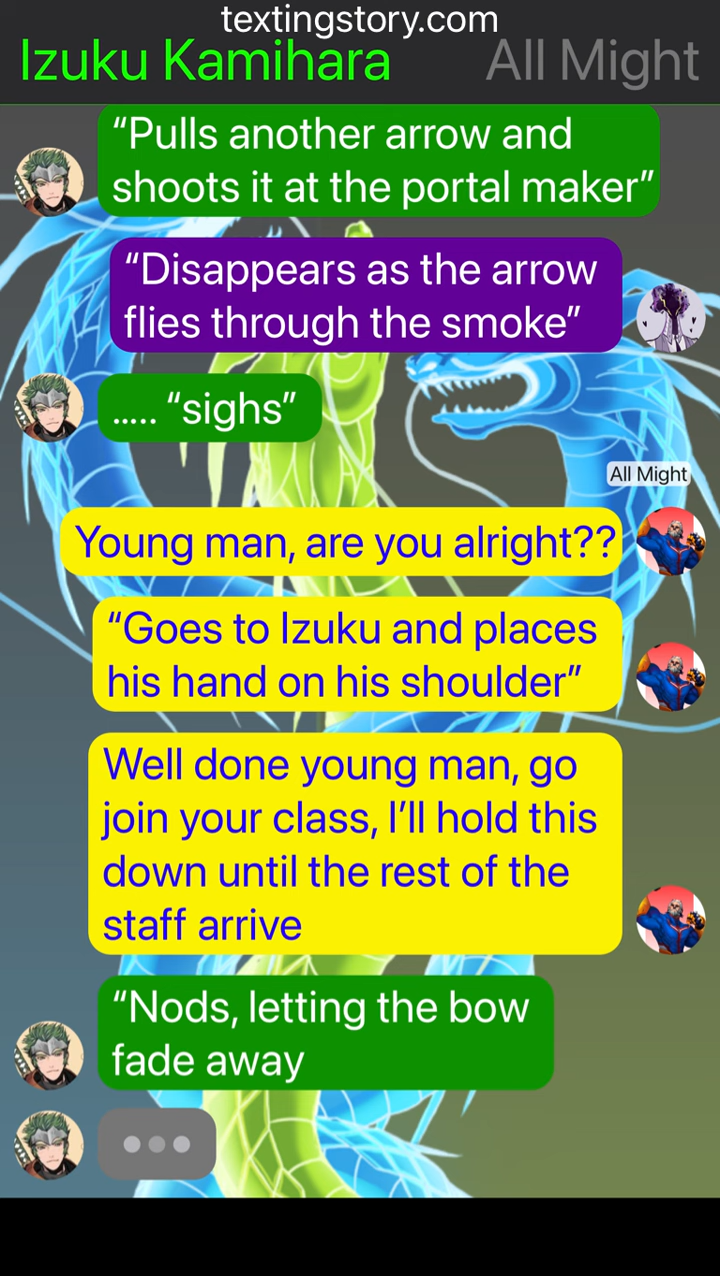 textingstory.com
Izuku Kamihara
All Might
“Pulls another arrow and
shoots it at the portal maker”
“Disappears as the arrow
flies through the smoke”
..... “sighs”
All Might
Young man, are you alright??
“Goes to Izuku and places
his hand on his shoulder”
Well done young man, go
join your class, I’ll hold this
down until the rest of the
staff arrive
“Nods, letting the bow
fade away